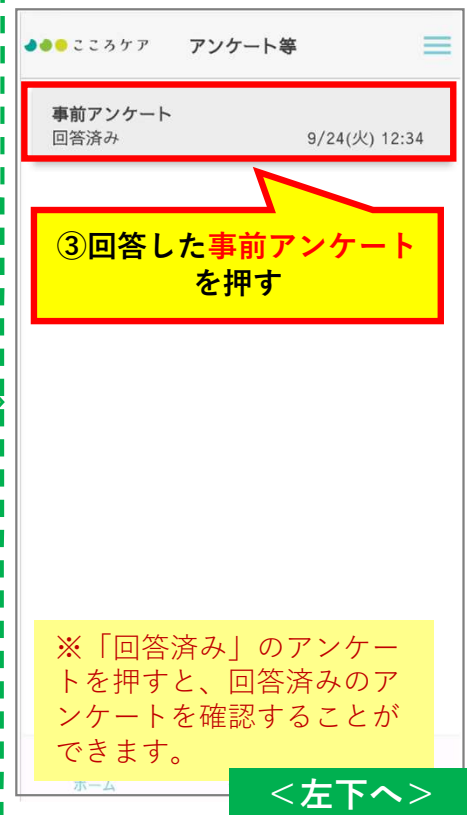 こころケア アンケート等
事前アンケート
回答済み 9/24(火) 12:34
③回答した事前アンケート
を押す
※「回答済み」のアンケー
トを押すと、回答済みのア
ンケートを確認することが
できます。
ホーム
＜左下へ＞